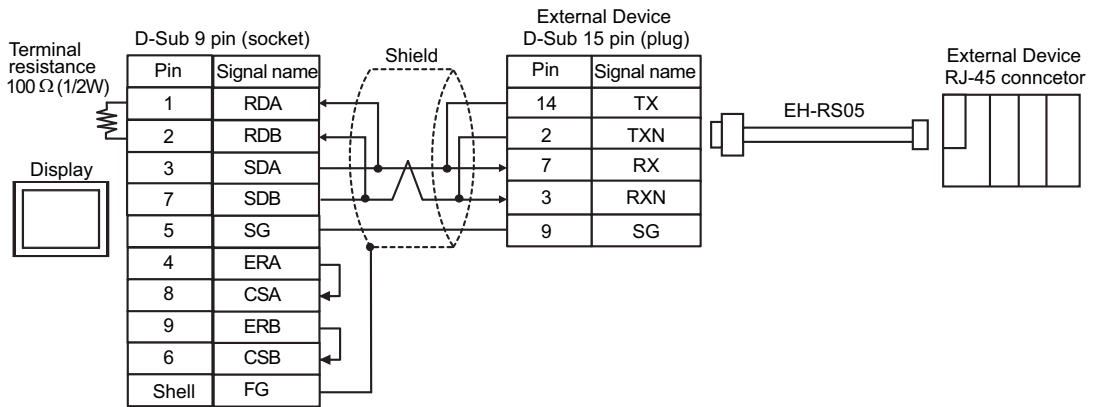 External Device
D-Sub 9 pin (socket)
D-Sub 15 pin (plug)
Terminal
resistance
100 Ω (1/2W)
Shield
External Device
RJ-45 conncetor
Pin Signal name
Pin Signal name
1 RDA
14 TX
EH-RS05
2 RDB
2 TXN
Display
3 SDA
7 RX
7 SDB
3 RXN
5 SG
9 SG
4 ERA
8 CSA
9 ERB
6 CSB
Shell FG